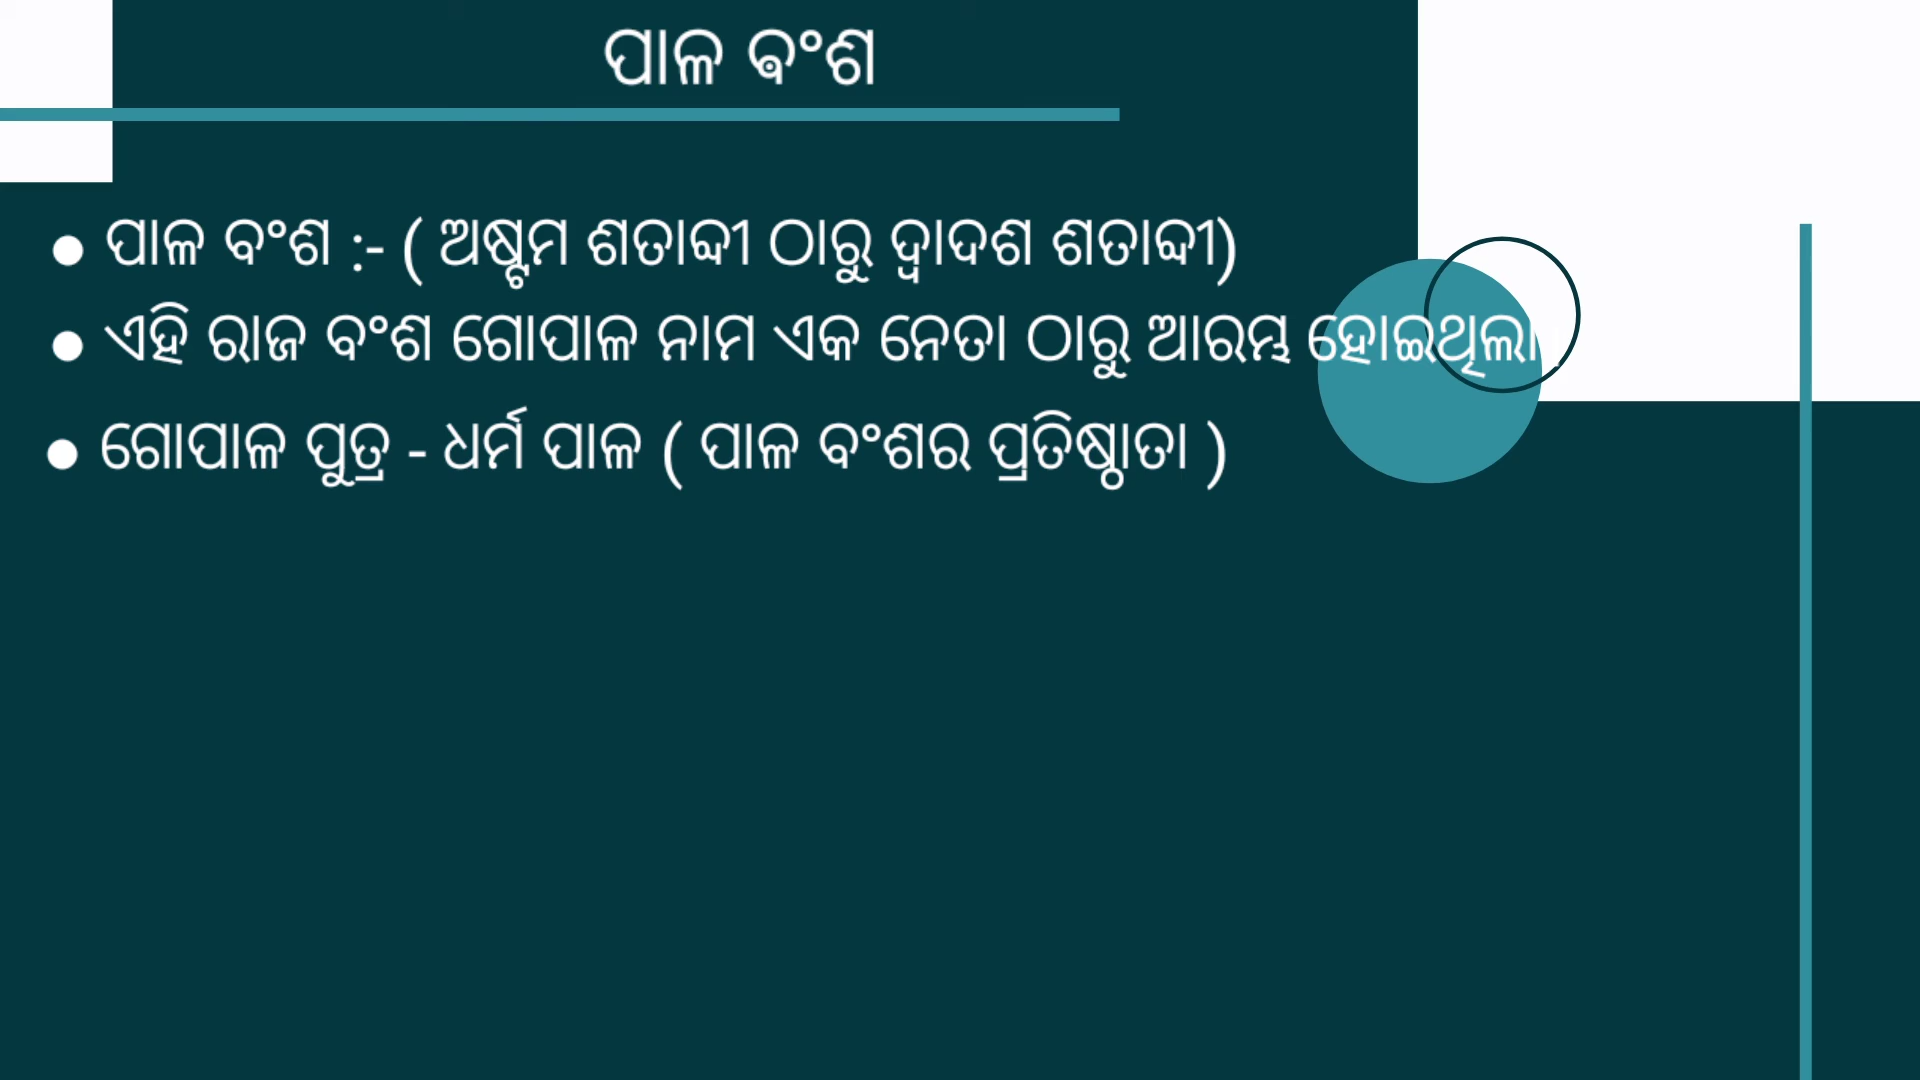 ପାଳ ଵଂଶ
• ପାଳ ବଂଶ :- ( ଅଷ୍ଟମ ଶତାବ୍ଦୀ ଠାରୁ ଦ୍ୱାଦଶ ଶତାବ୍ଦୀ)
• ଏହି ରାଜ ବଂଶ ଗୋପାଳ ନାମ ଏକ ନେତା ଠାରୁ ଆରମ୍ଭ ହୋଇଥିଲା
• ଗୋପାଳ ପୁତ୍ର - ଧର୍ମ ପାଳ ( ପାଳ ବଂଶର ପ୍ରତିଷ୍ଠାତା )